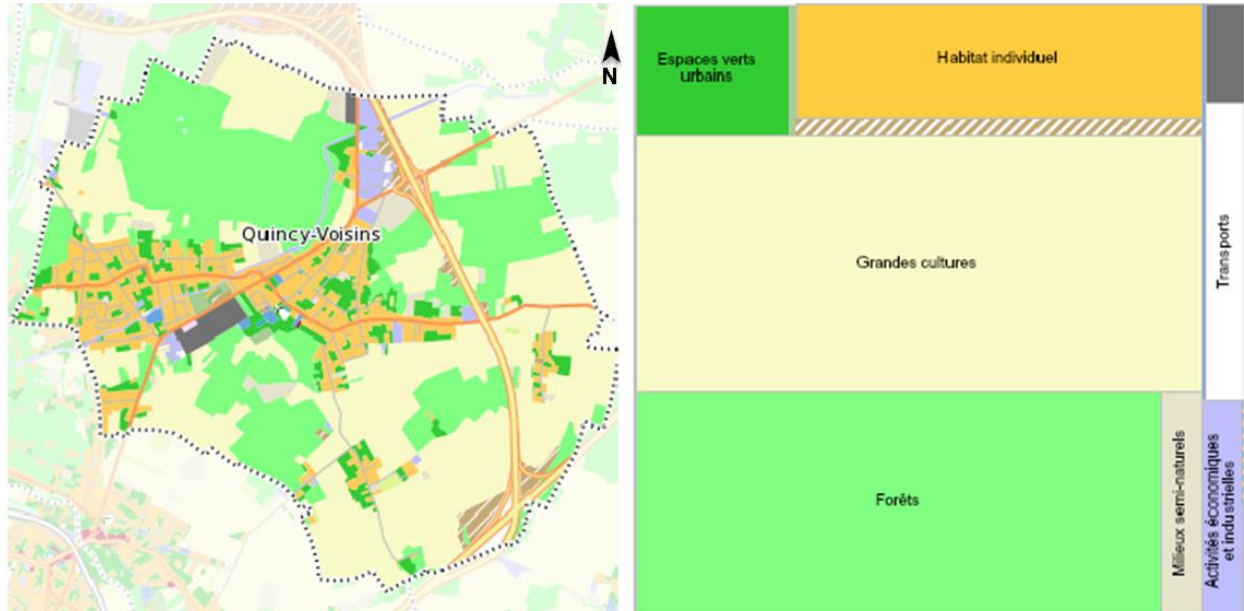 N
Quincy-Voisins
Espaces verts
urbains
Habitat individuel
Grandes cultures
Transports
Forêts
Milieux semi-naturels
Activités économiques
et industrielles